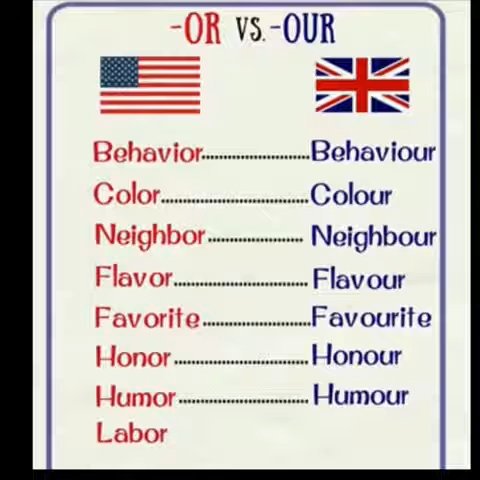 -OR VS. -OUR
Behavior..........................Behaviour
Color....................................Colour
Neighbor....................... Neighbour
Flavor................................. Flavour
Favorite..........................Favourite
Honor................................. Honour
Humor................................ Humour
Labor